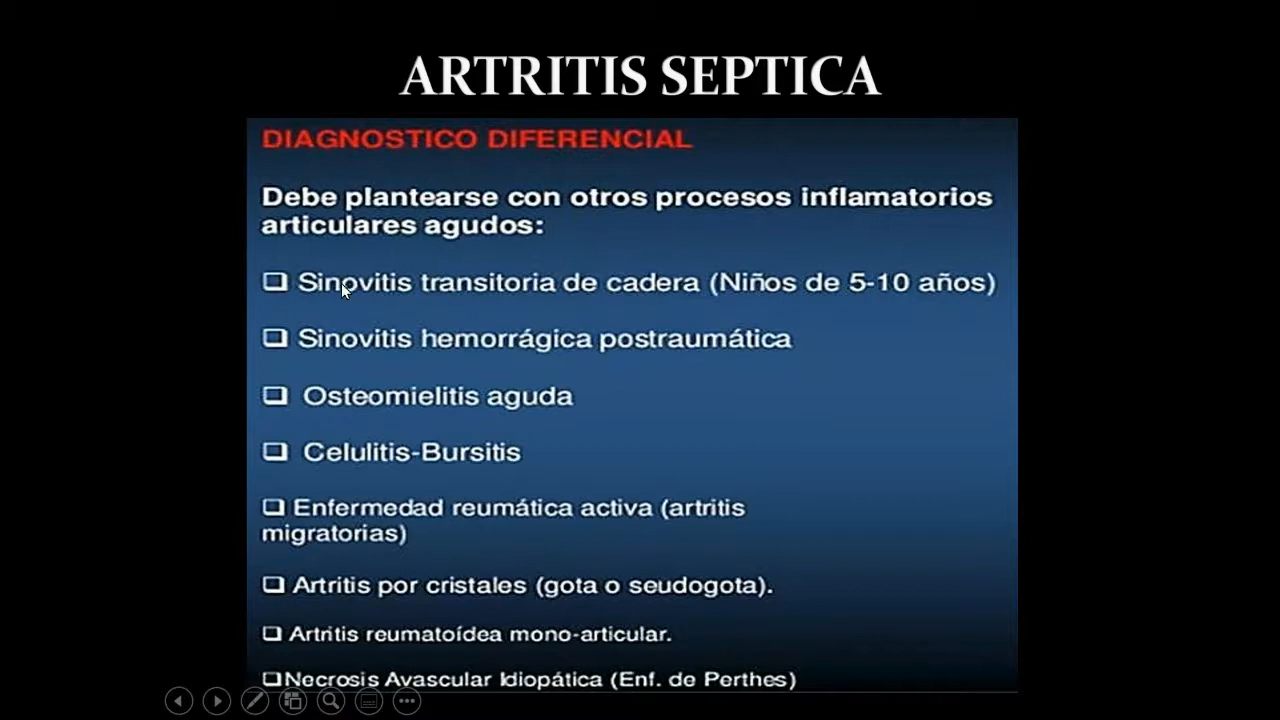 ARTRITIS SEPTICA
DIAGNOSTICO DIFERENCIAL
Debe plantearse con otros procesos inflamatorios
articulares agudos:
❑ Sinovitis transitoria de cadera (Niños de 5-10 años)
❑ Sinovitis hemorrágica postraumática
❑ Osteomielitis aguda
❑ Celulitis-Bursitis
❑ Enfermedad reumática activa (artritis
migratorias)
❑ Artritis por cristales (gota o seudogota).
❑ Artritis reumatoídea mono-articular.
❑Necrosis Avascular Idiopática (Enf. de Perthes)